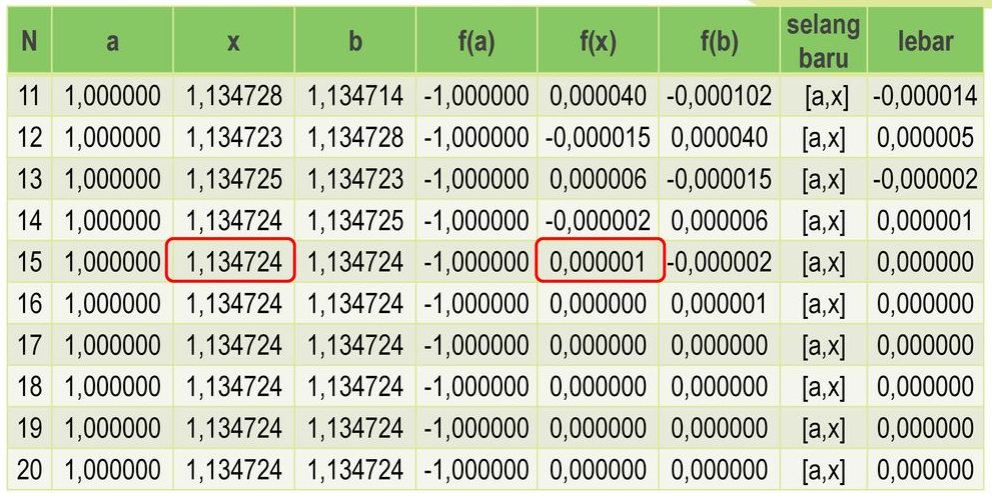 N a x b f(a) f(x) f(b) selang baru lebar
11 1,000000 1,134728 1,134714 -1,000000 0,000040 -0,000102 [a,x] -0,000014
12 1,000000 1,134723 1,134728 -1,000000 -0,000015 0,000040 [a,x] 0,000005
13 1,000000 1,134725 1,134723 -1,000000 0,000006 -0,000015 [a,x] -0,000002
14 1,000000 1,134724 1,134725 -1,000000 -0,000002 0,000006 [a,x] 0,000001
15 1,000000 1,134724 1,134724 -1,000000 0,000001 -0,000002 [a,x] 0,000000
16 1,000000 1,134724 1,134724 -1,000000 0,000000 0,000001 [a,x] 0,000000
17 1,000000 1,134724 1,134724 -1,000000 0,000000 0,000000 [a,x] 0,000000
18 1,000000 1,134724 1,134724 -1,000000 0,000000 0,000000 [a,x] 0,000000
19 1,000000 1,134724 1,134724 -1,000000 0,000000 0,000000 [a,x] 0,000000
20 1,000000 1,134724 1,134724 -1,000000 0,000000 0,000000 [a,x] 0,000000